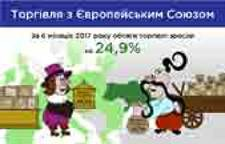 Торгівля з Європейським Союзом
За 6 місяців 2017 року обсяги торгівлі зросли
на 24,9%